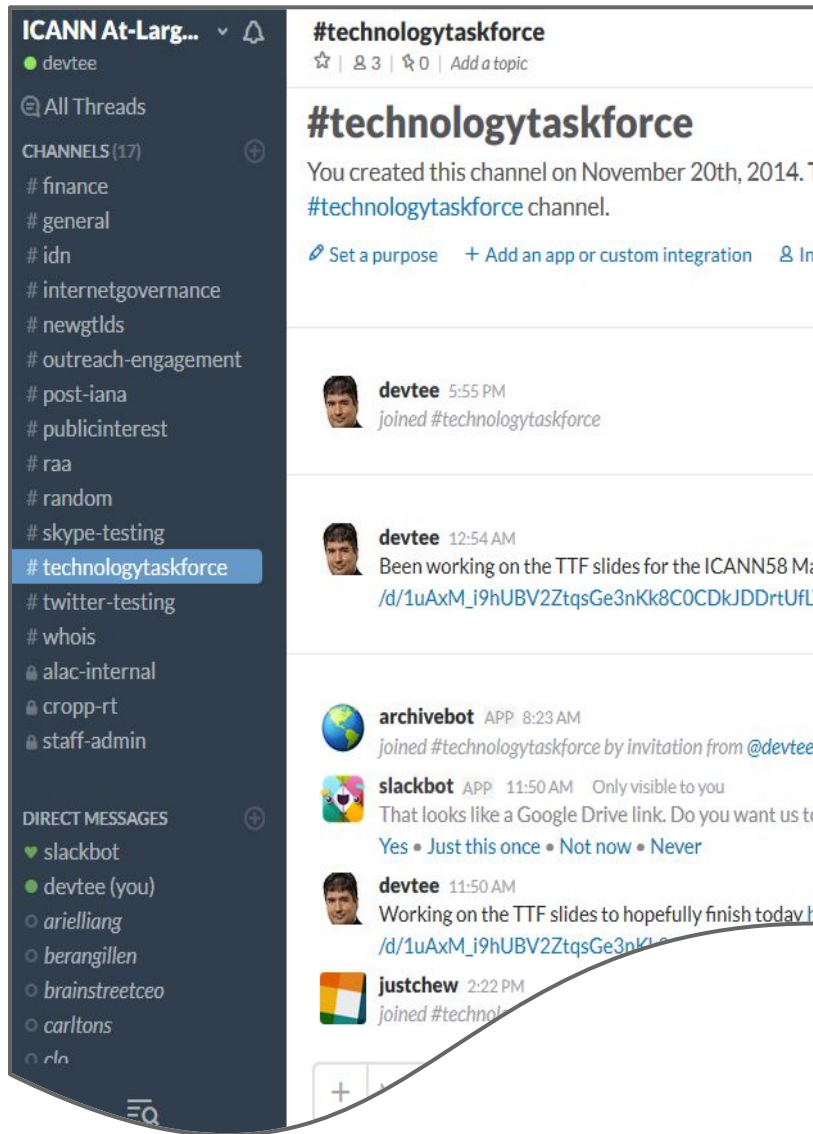 ICANN At-Larg...
devtee
All Threads
CHANNELS (17)
# finance
# general
# idn
# internetgovernance
# newgtlds
# outreach-engagement
# post-iana
# publicinterest
# raa
# random
# skype-testing
# technologytaskforce
# twitter-testing
# whois
alac-internal
cropp-rt
staff-admin
DIRECT MESSAGES
slackbot
devtee (you)
arielliang
berangillen
brainstreetceo
carltons
clo
#technologytaskforce
3 | 0 | Add a topic
#technologytaskforce
You created this channel on November 20th, 2014.
#technologytaskforce channel.
Set a purpose + Add an app or custom integration
devtee 5:55 PM
joined #technologytaskforce
devtee 12:54 AM
Been working on the TTF slides for the ICANN58
/d/1uAxM_i9hUBV2ZtqsGe3nKk8C0CDkJDDrtUfL
archivebot APP 8:23 AM
joined #technologytaskforce by invitation from @devtee
slackbot APP 11:50 AM Only visible to you
That looks like a Google Drive link. Do you want us
Yes • Just this once • Not now • Never
devtee 11:50 AM
Working on the TTF slides to hopefully finish today
/d/1uAxM_i9hUBV2ZtqsGe3n
justchew 2:22 PM
joined #technol